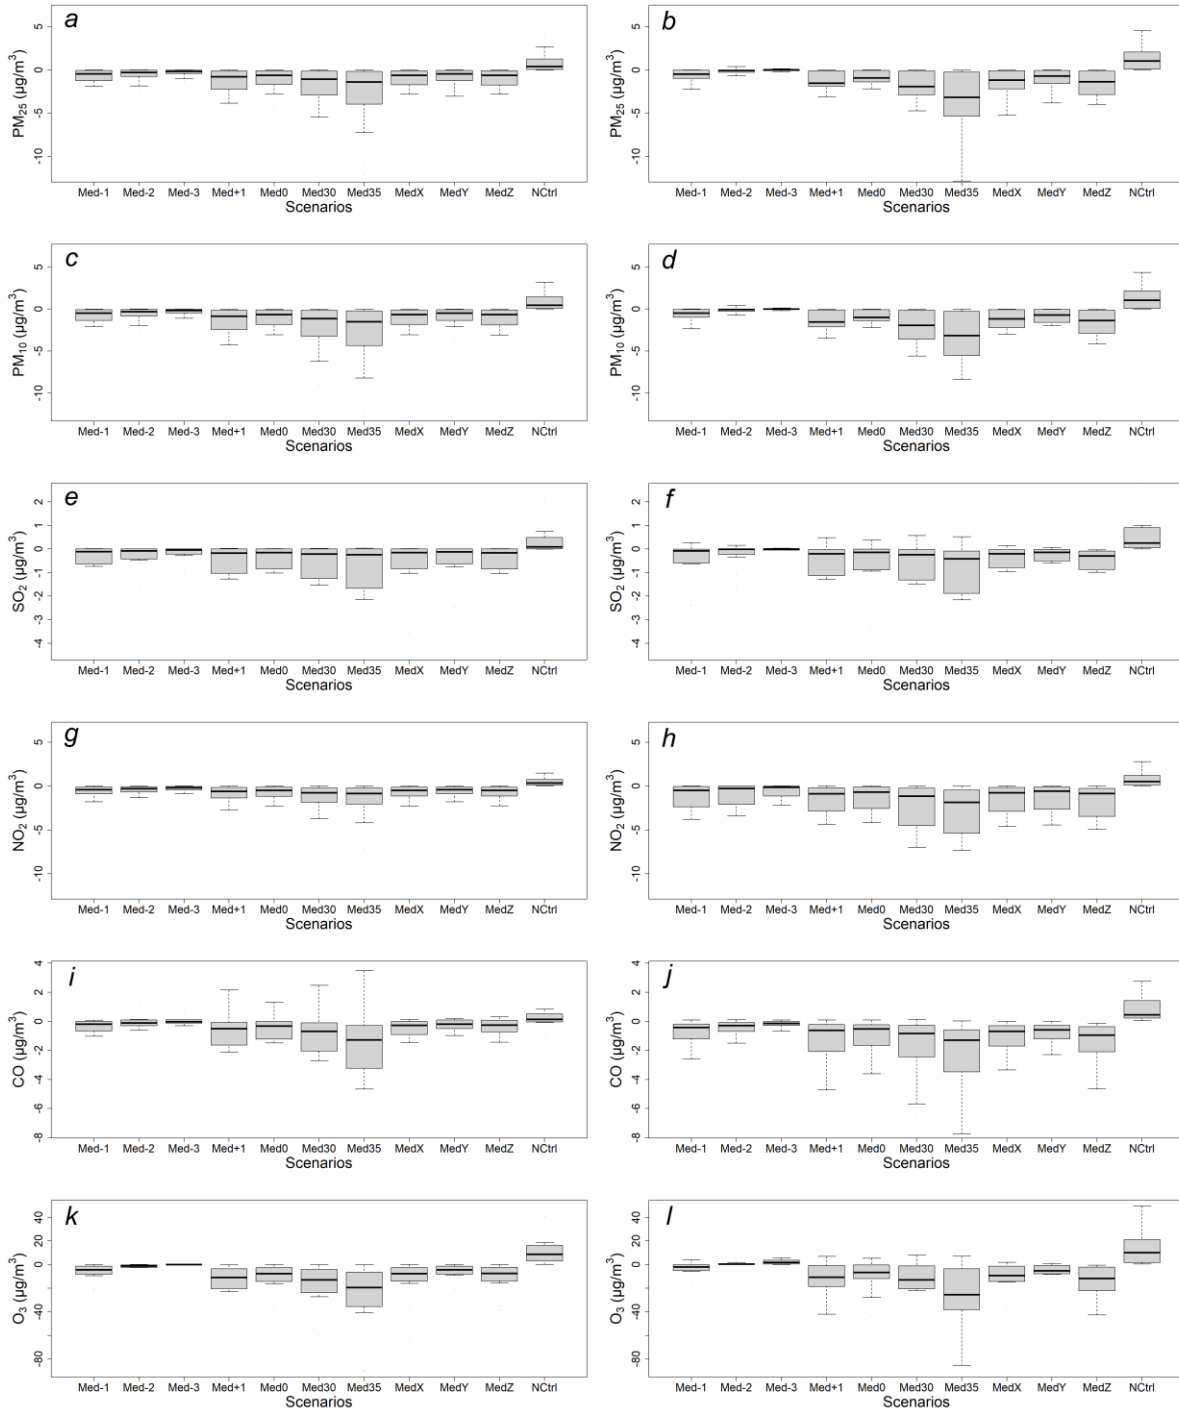 a
PM25 (µg/m3)
5
0
-5
-10
Med-1 Med-2 Med-3 Med+1 Med0 Med30 Med35 MedX MedY MedZ NCtrl
Scenarios
b
PM25 (µg/m3)
5
0
-5
-10
Med-1 Med-2 Med-3 Med+1 Med0 Med30 Med35 MedX MedY MedZ NCtrl
Scenarios
c
PM10 (µg/m3)
5
0
-5
-10
Med-1 Med-2 Med-3 Med+1 Med0 Med30 Med35 MedX MedY MedZ NCtrl
Scenarios
d
PM10 (µg/m3)
5
0
-5
-10
Med-1 Med-2 Med-3 Med+1 Med0 Med30 Med35 MedX MedY MedZ NCtrl
Scenarios
e
SO2 (µg/m3)
2
1
0
-1
-2
-3
-4
Med-1 Med-2 Med-3 Med+1 Med0 Med30 Med35 MedX MedY MedZ NCtrl
Scenarios
f
SO2 (µg/m3)
2
1
0
-1
-2
-3
-4
Med-1 Med-2 Med-3 Med+1 Med0 Med30 Med35 MedX MedY MedZ NCtrl
Scenarios
g
NO2 (µg/m3)
5
0
-5
-10
Med-1 Med-2 Med-3 Med+1 Med0 Med30 Med35 MedX MedY MedZ NCtrl
Scenarios
h
NO2 (µg/m3)
5
0
-5
-10
Med-1 Med-2 Med-3 Med+1 Med0 Med30 Med35 MedX MedY MedZ NCtrl
Scenarios
i
CO (µg/m3)
4
2
0
-2
-4
-6
-8
Med-1 Med-2 Med-3 Med+1 Med0 Med30 Med35 MedX MedY MedZ NCtrl
Scenarios
j
CO (µg/m3)
4
2
0
-2
-4
-6
-8
Med-1 Med-2 Med-3 Med+1 Med0 Med30 Med35 MedX MedY MedZ NCtrl
Scenarios
k
O3 (µg/m3)
40
20
0
-40
-80
Med-1 Med-2 Med-3 Med+1 Med0 Med30 Med35 MedX MedY MedZ NCtrl
Scenarios
l
O3 (µg/m3)
40
20
0
-40
-80
Med-1 Med-2 Med-3 Med+1 Med0 Med30 Med35 MedX MedY MedZ NCtrl
Scenarios